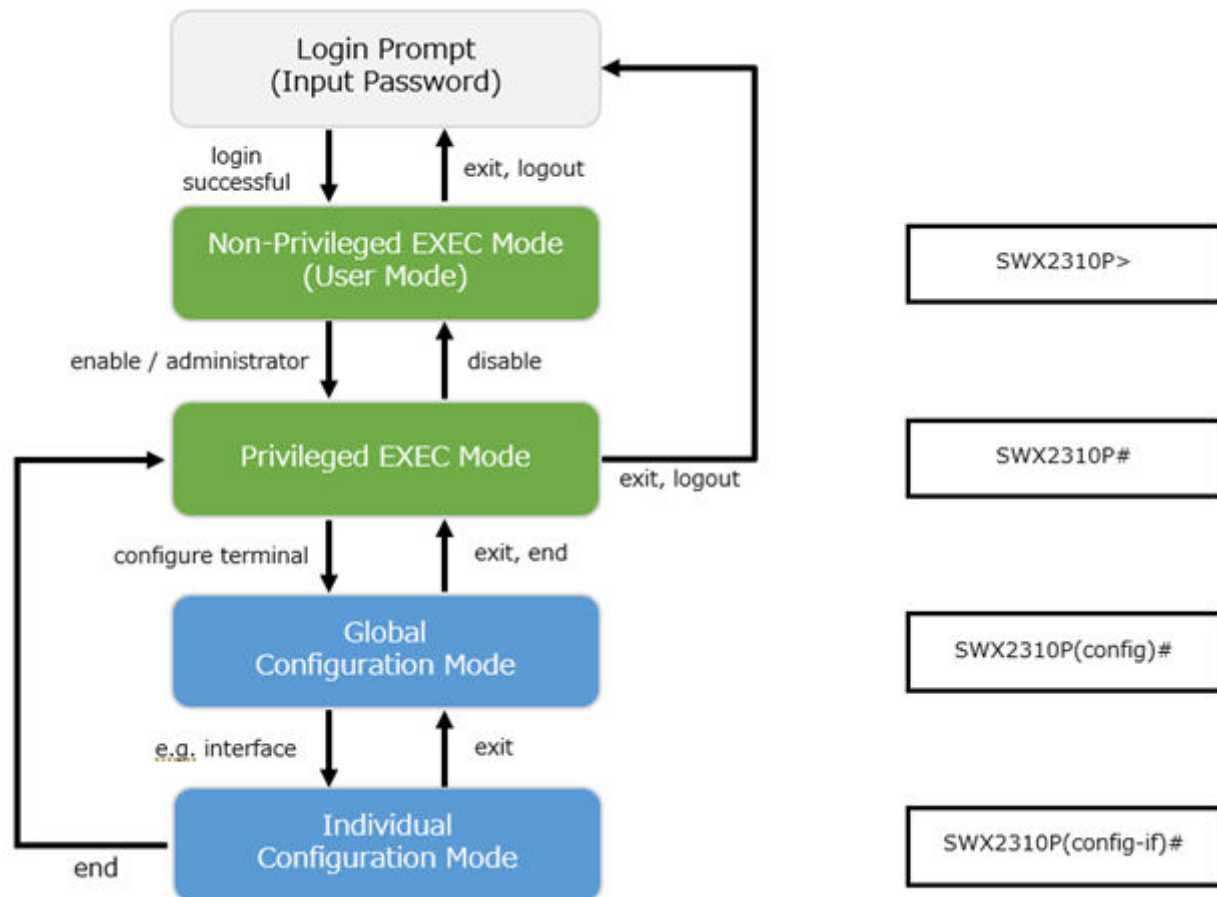 Login Prompt
(Input Password)
login
successful
exit, logout
Non-Privileged EXEC Mode
(User Mode)
SWX2310P>
enable / administrator
disable
Privileged EXEC Mode
SWX2310P#
exit, logout
configure terminal
exit, end
Global
Configuration Mode
SWX2310P(config)#
e.g. interface
exit
Individual
Configuration Mode
SWX2310P(config-if)#
end